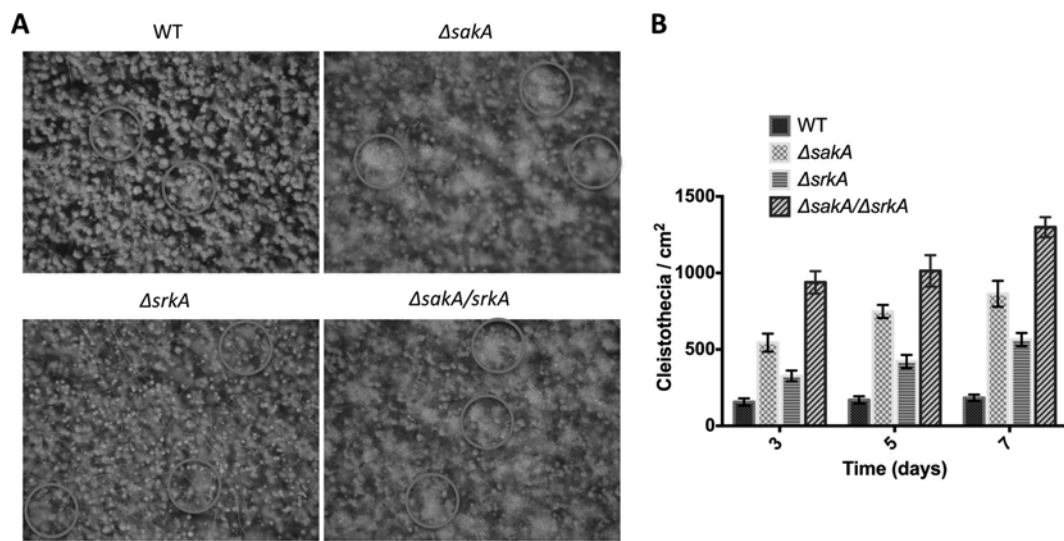 A
WT
ΔsakA
ΔsrkA
ΔsakA/srkA
B
WT
ΔsakA
ΔsrkA
ΔsakA/ΔsrkA
1500
1000
500
0
Cleistothecia / cm²
3
5
7
Time (days)